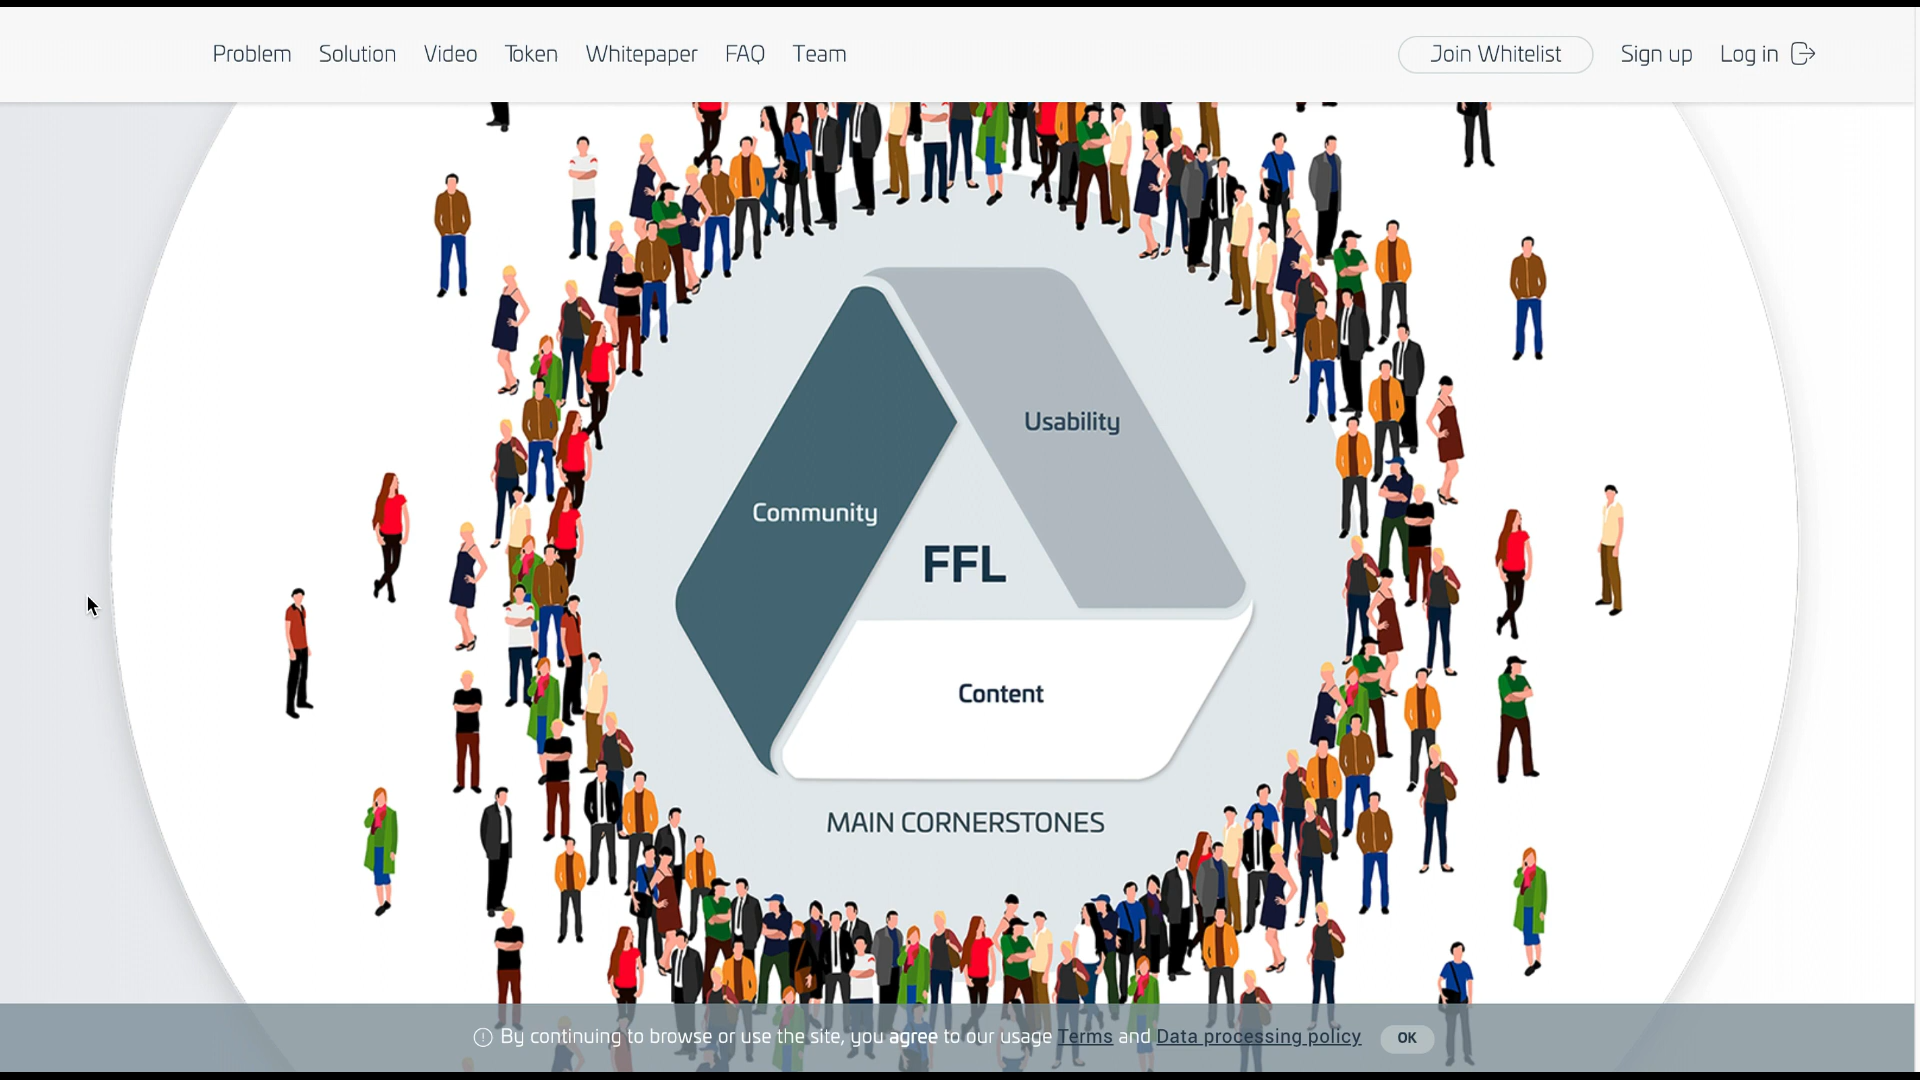 Problem Solution Video Token Whitepaper FAQ Team Join Whitelist Sign up Log in
Usability
Community
FFL
Content
MAIN CORNERSTONES
By continuing to browse or use the site, you agree to our usage Terms and Data processing policy OK